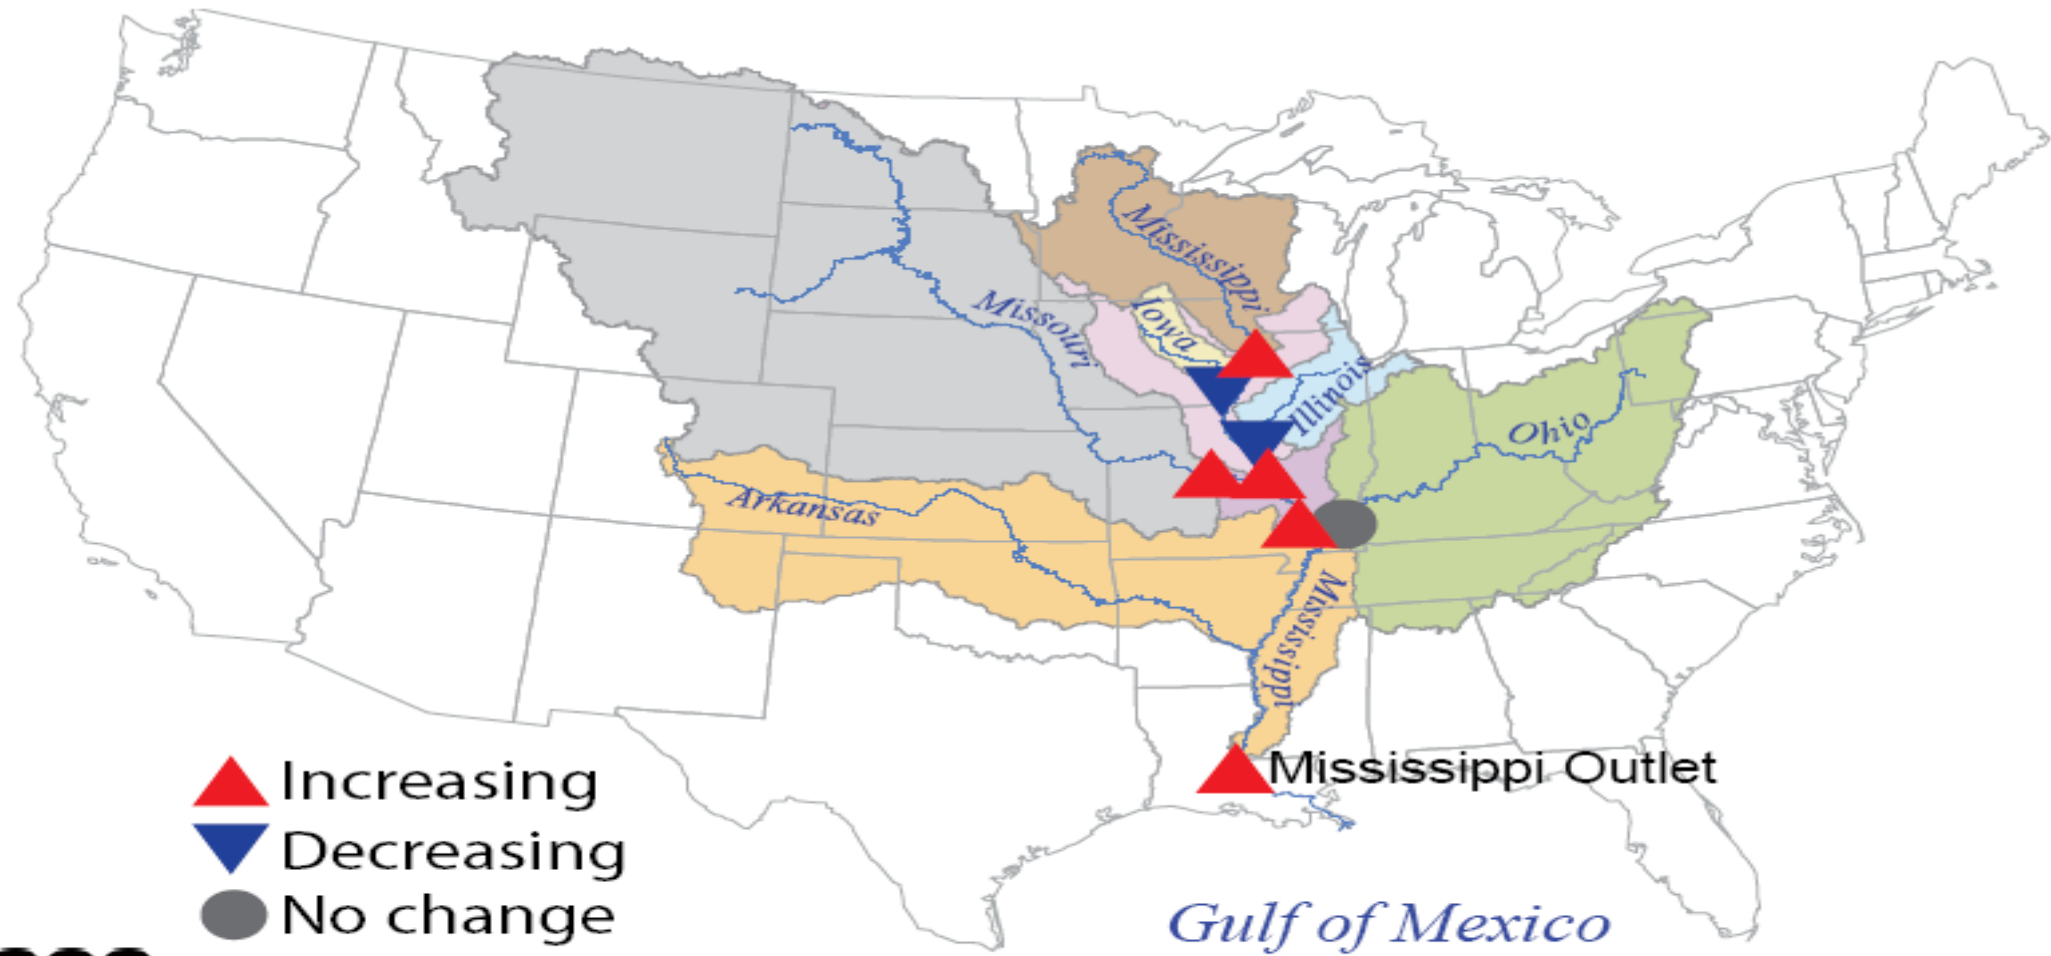 Mississippi
Iowa
Missouri
Illinois
Ohio
Arkansas
Mississippi
Mississippi Outlet
Increasing
Decreasing
No change
Gulf of Mexico